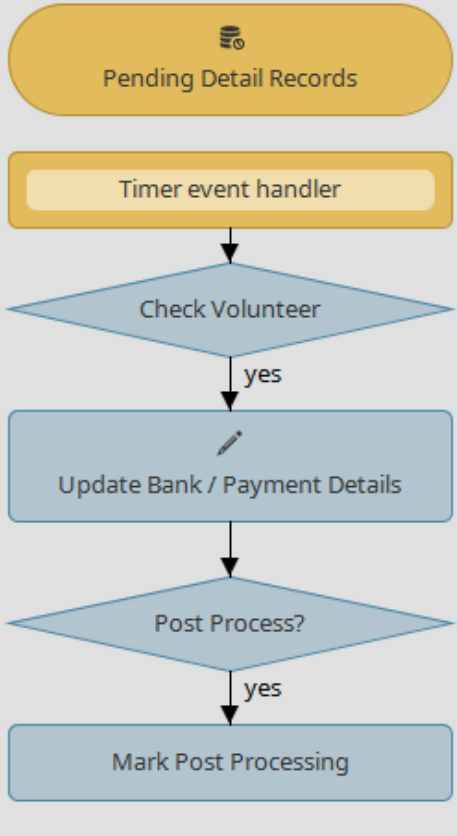 Pending Detail Records
Timer event handler
Check Volunteer
yes
Update Bank / Payment Details
Post Process?
yes
Mark Post Processing